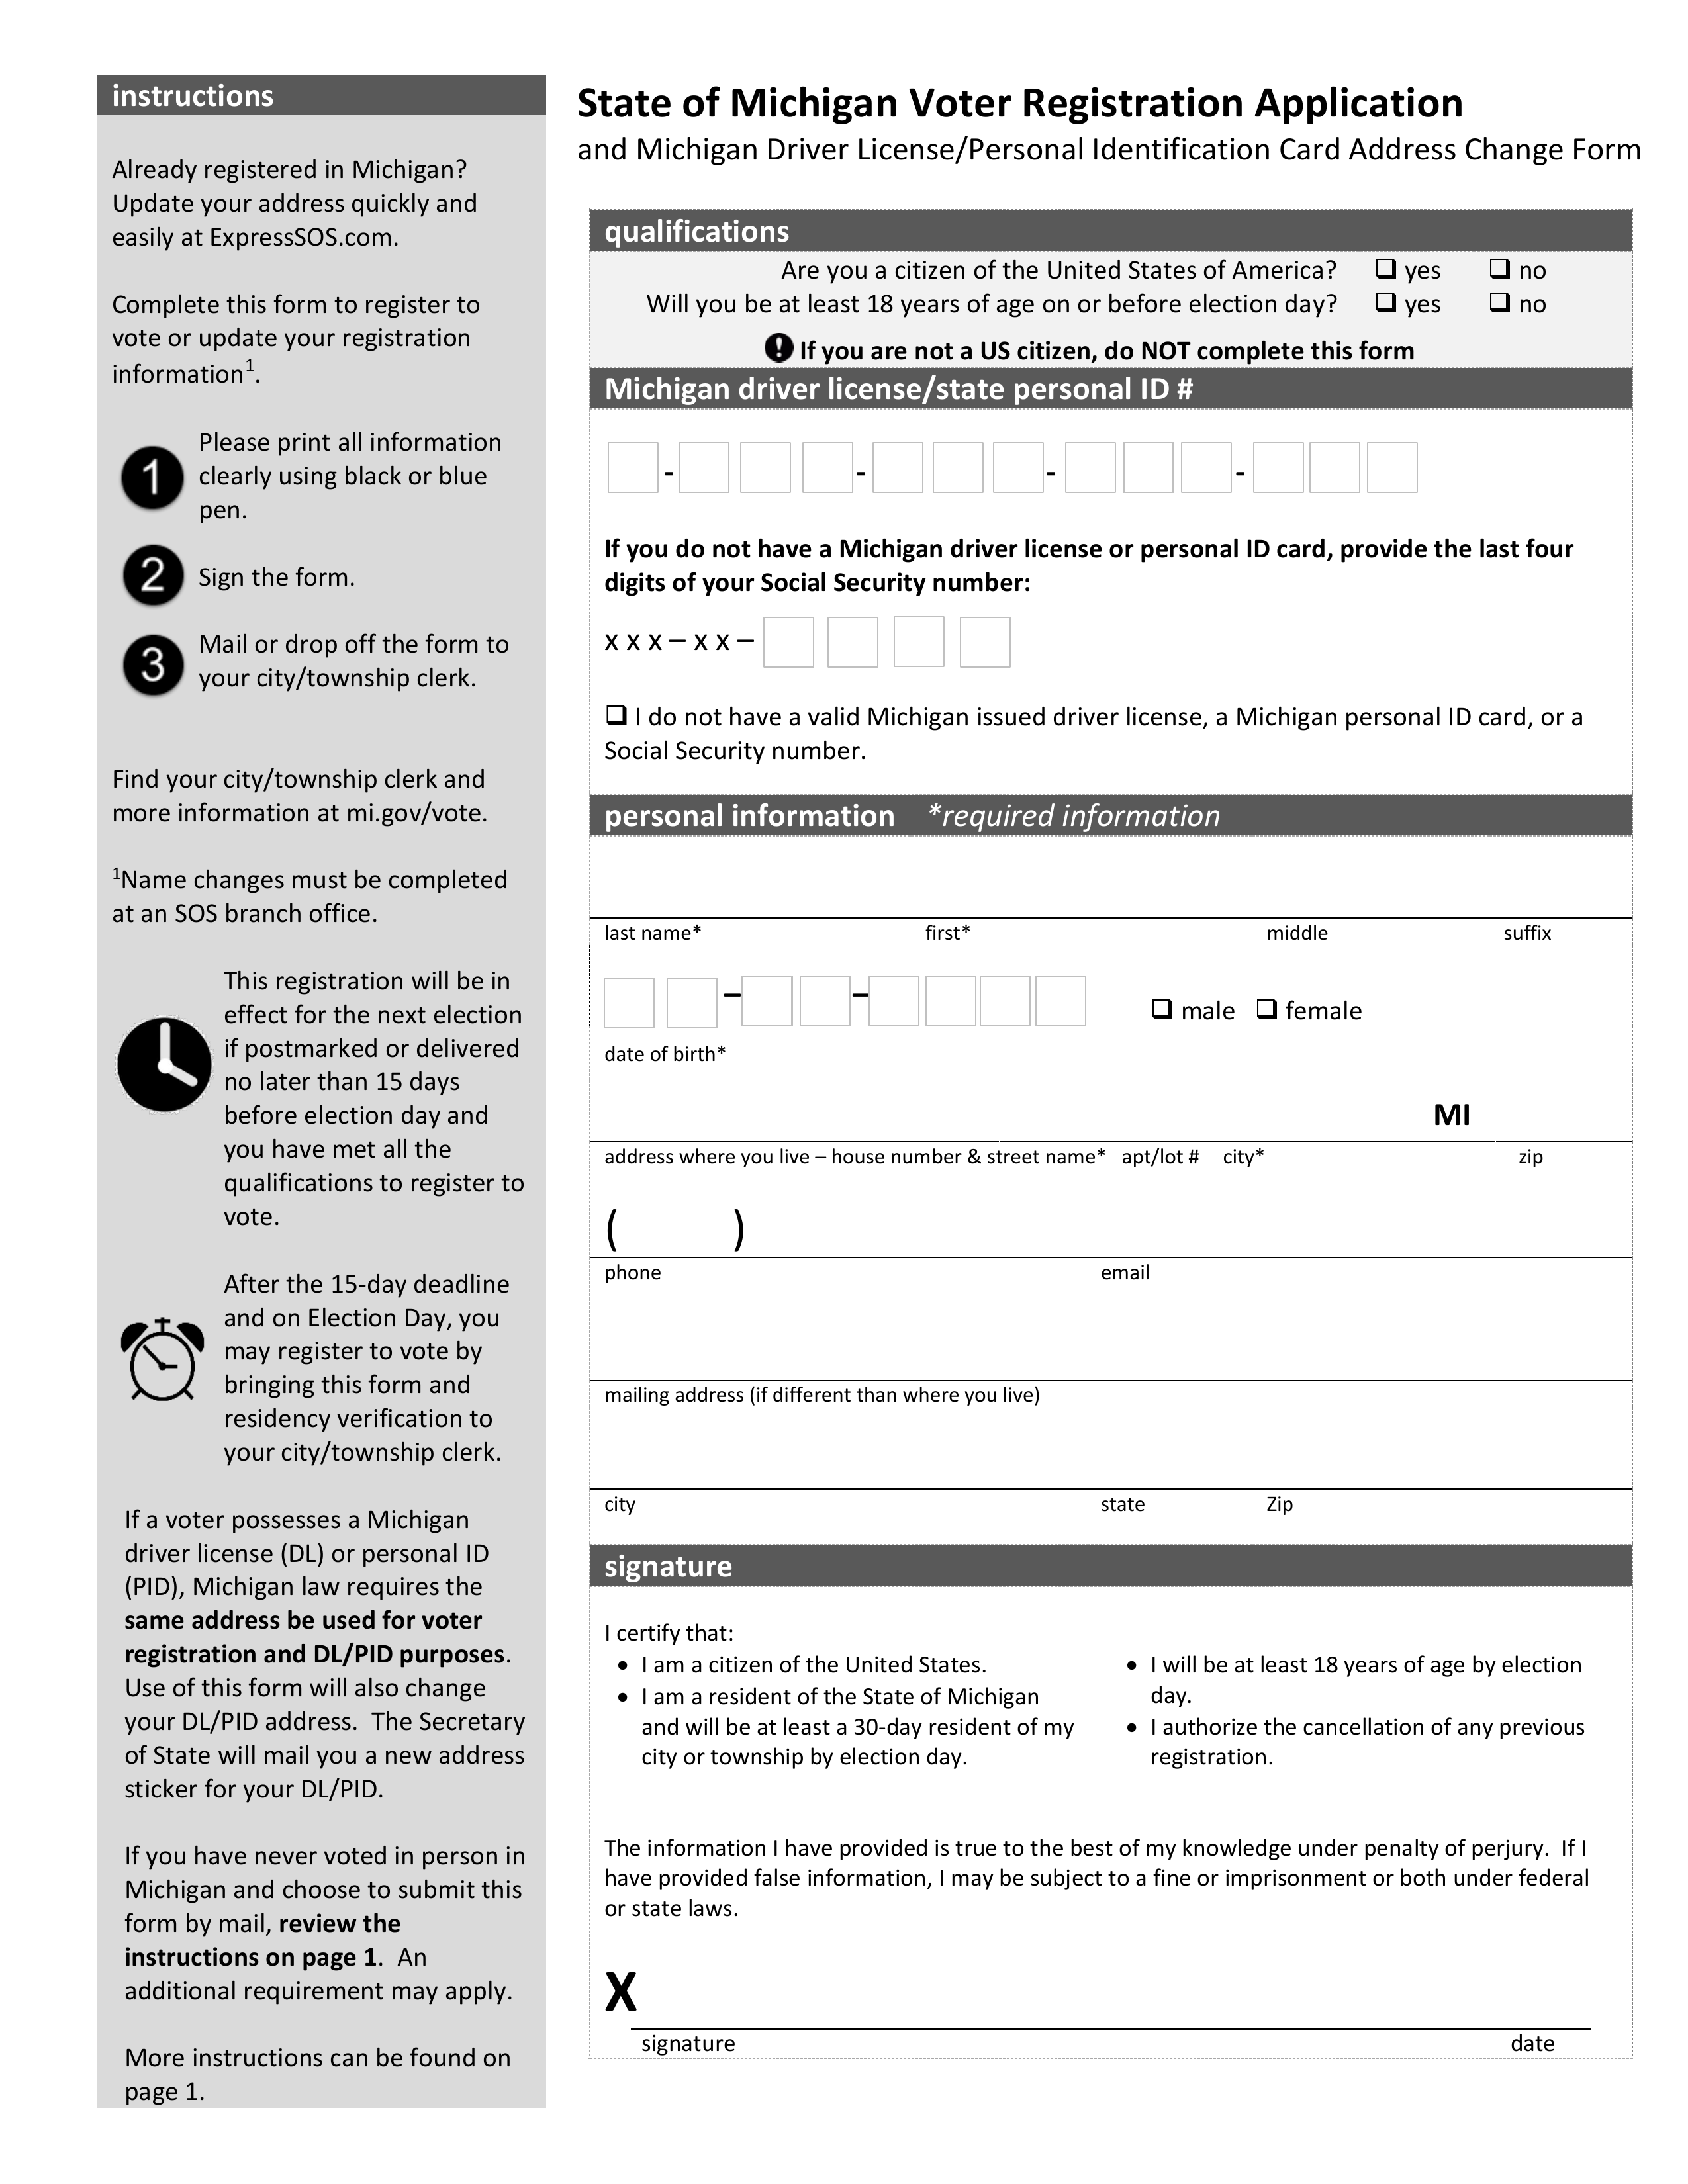 instructions
Already registered in Michigan?
Update your address quickly and
easily at ExpressSOS.com.
Complete this form to register to
vote or update your registration
information¹.
1
Please print all information
clearly using black or blue
pen.
2
Sign the form.
3
Mail or drop off the form to
your city/township clerk.
Find your city/township clerk and
more information at mi.gov/vote.
¹Name changes must be completed
at an SOS branch office.
This registration will be in
effect for the next election
if postmarked or delivered
no later than 15 days
before election day and
you have met all the
qualifications to register to
vote.
After the 15-day deadline
and on Election Day, you
may register to vote by
bringing this form and
residency verification to
your city/township clerk.
If a voter possesses a Michigan
driver license (DL) or personal ID
(PID), Michigan law requires the
same address be used for voter
registration and DL/PID purposes.
Use of this form will also change
your DL/PID address.  The Secretary
of State will mail you a new address
sticker for your DL/PID.
If you have never voted in person in
Michigan and choose to submit this
form by mail, review the
instructions on page 1.  An
additional requirement may apply.
More instructions can be found on
page 1.
State of Michigan Voter Registration Application
and Michigan Driver License/Personal Identification Card Address Change Form
qualifications
Are you a citizen of the United States of America? ❑ yes ❑ no
Will you be at least 18 years of age on or before election day? ❑ yes ❑ no
! If you are not a US citizen, do NOT complete this form
Michigan driver license/state personal ID #
- - - -
If you do not have a Michigan driver license or personal ID card, provide the last four
digits of your Social Security number:
x x x – x x –
❑ I do not have a valid Michigan issued driver license, a Michigan personal ID card, or a
Social Security number.
personal information *required information
last name* first* middle suffix
– – ❑ male ❑ female
date of birth*
MI
address where you live – house number & street name* apt/lot # city* zip
( )
phone email
mailing address (if different than where you live)
city state Zip
signature
I certify that:
• I am a citizen of the United States.
• I am a resident of the State of Michigan
and will be at least a 30-day resident of my
city or township by election day.
• I will be at least 18 years of age by election
day.
• I authorize the cancellation of any previous
registration.
The information I have provided is true to the best of my knowledge under penalty of perjury.  If I
have provided false information, I may be subject to a fine or imprisonment or both under federal
or state laws.
X
signature date